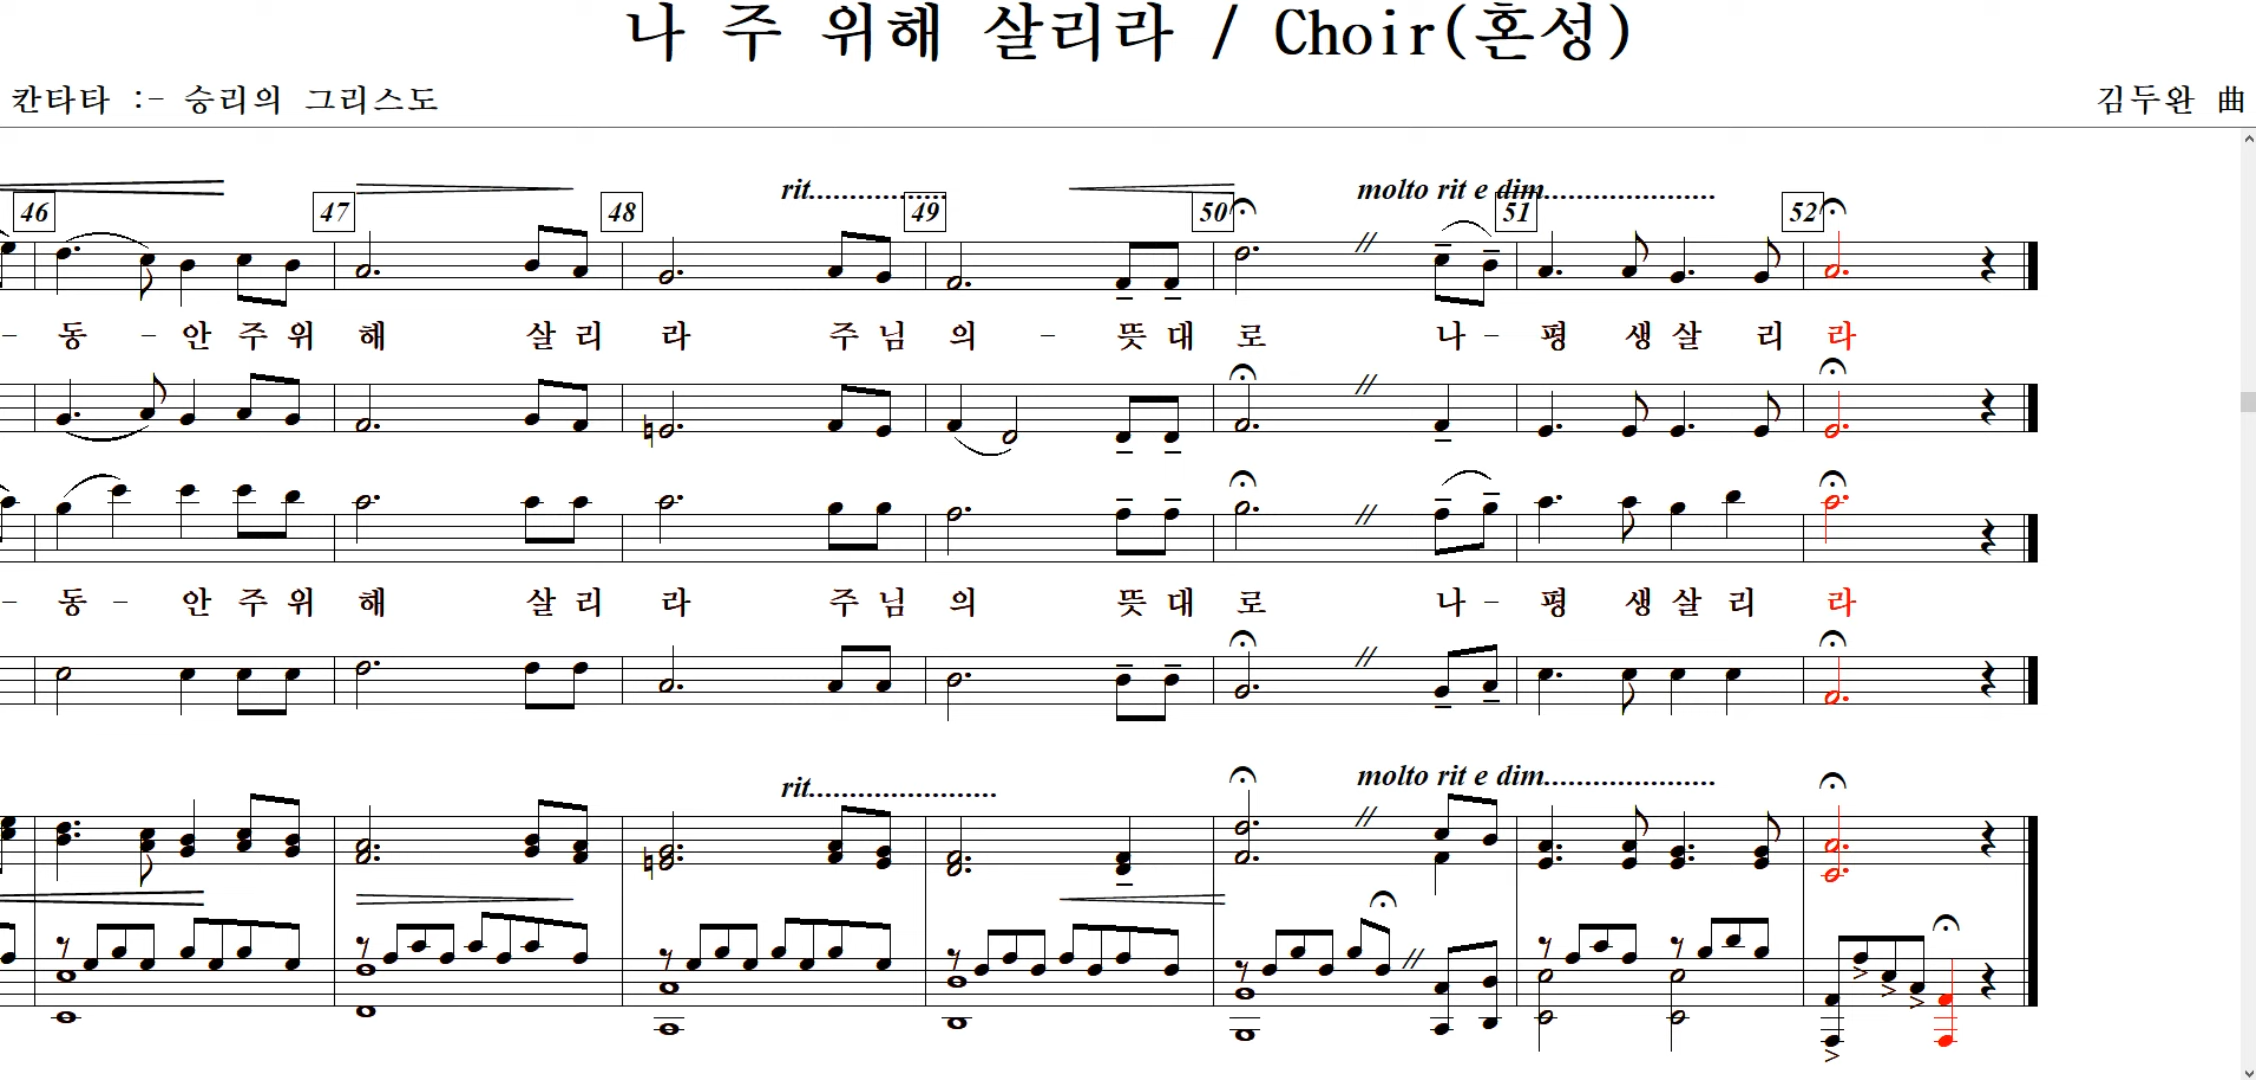 나 주 위해 살리라 / Choir(혼성)
칸타타 :- 승리의 그리스도
김두완 曲
rit................. molto rit e dim.....................
46 47 48 49 50 51 52
- 동 - 안 주 위 해 살 리 라 주 님 의 - 뜻 대 로 나 - 평 생 살 리 라
- 동 - 안 주 위 해 살 리 라 주 님 의 뜻 대 로 나 - 평 생 살 리 라
rit....................... molto rit e dim.....................